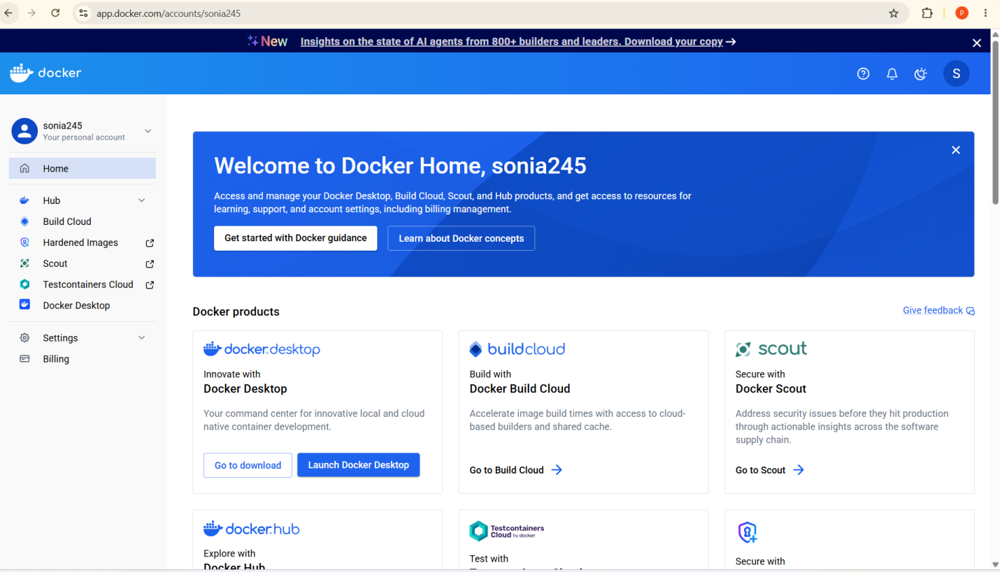 app.docker.com/accounts/sonia245
P
New Insights on the state of AI agents from 800+ builders and leaders. Download your copy →
docker
S
sonia245
Your personal account
Home
Hub
Build Cloud
Hardened Images
Scout
Testcontainers Cloud
Docker Desktop
Settings
Billing
Welcome to Docker Home, sonia245
Access and manage your Docker Desktop, Build Cloud, Scout, and Hub products, and get access to resources for
learning, support, and account settings, including billing management.
Get started with Docker guidance
Learn about Docker concepts
Docker products
Give feedback
docker.desktop
Innovate with
Docker Desktop
Your command center for innovative local and cloud
native container development.
Go to download
Launch Docker Desktop
buildcloud
Build with
Docker Build Cloud
Accelerate image build times with access to cloud-
based builders and shared cache.
Go to Build Cloud →
scout
Secure with
Docker Scout
Address security issues before they hit production
through actionable insights across the software
supply chain.
Go to Scout →
docker.hub
Explore with
Docker Hub
Testcontainers
Cloud by docker.
Test with
Secure with